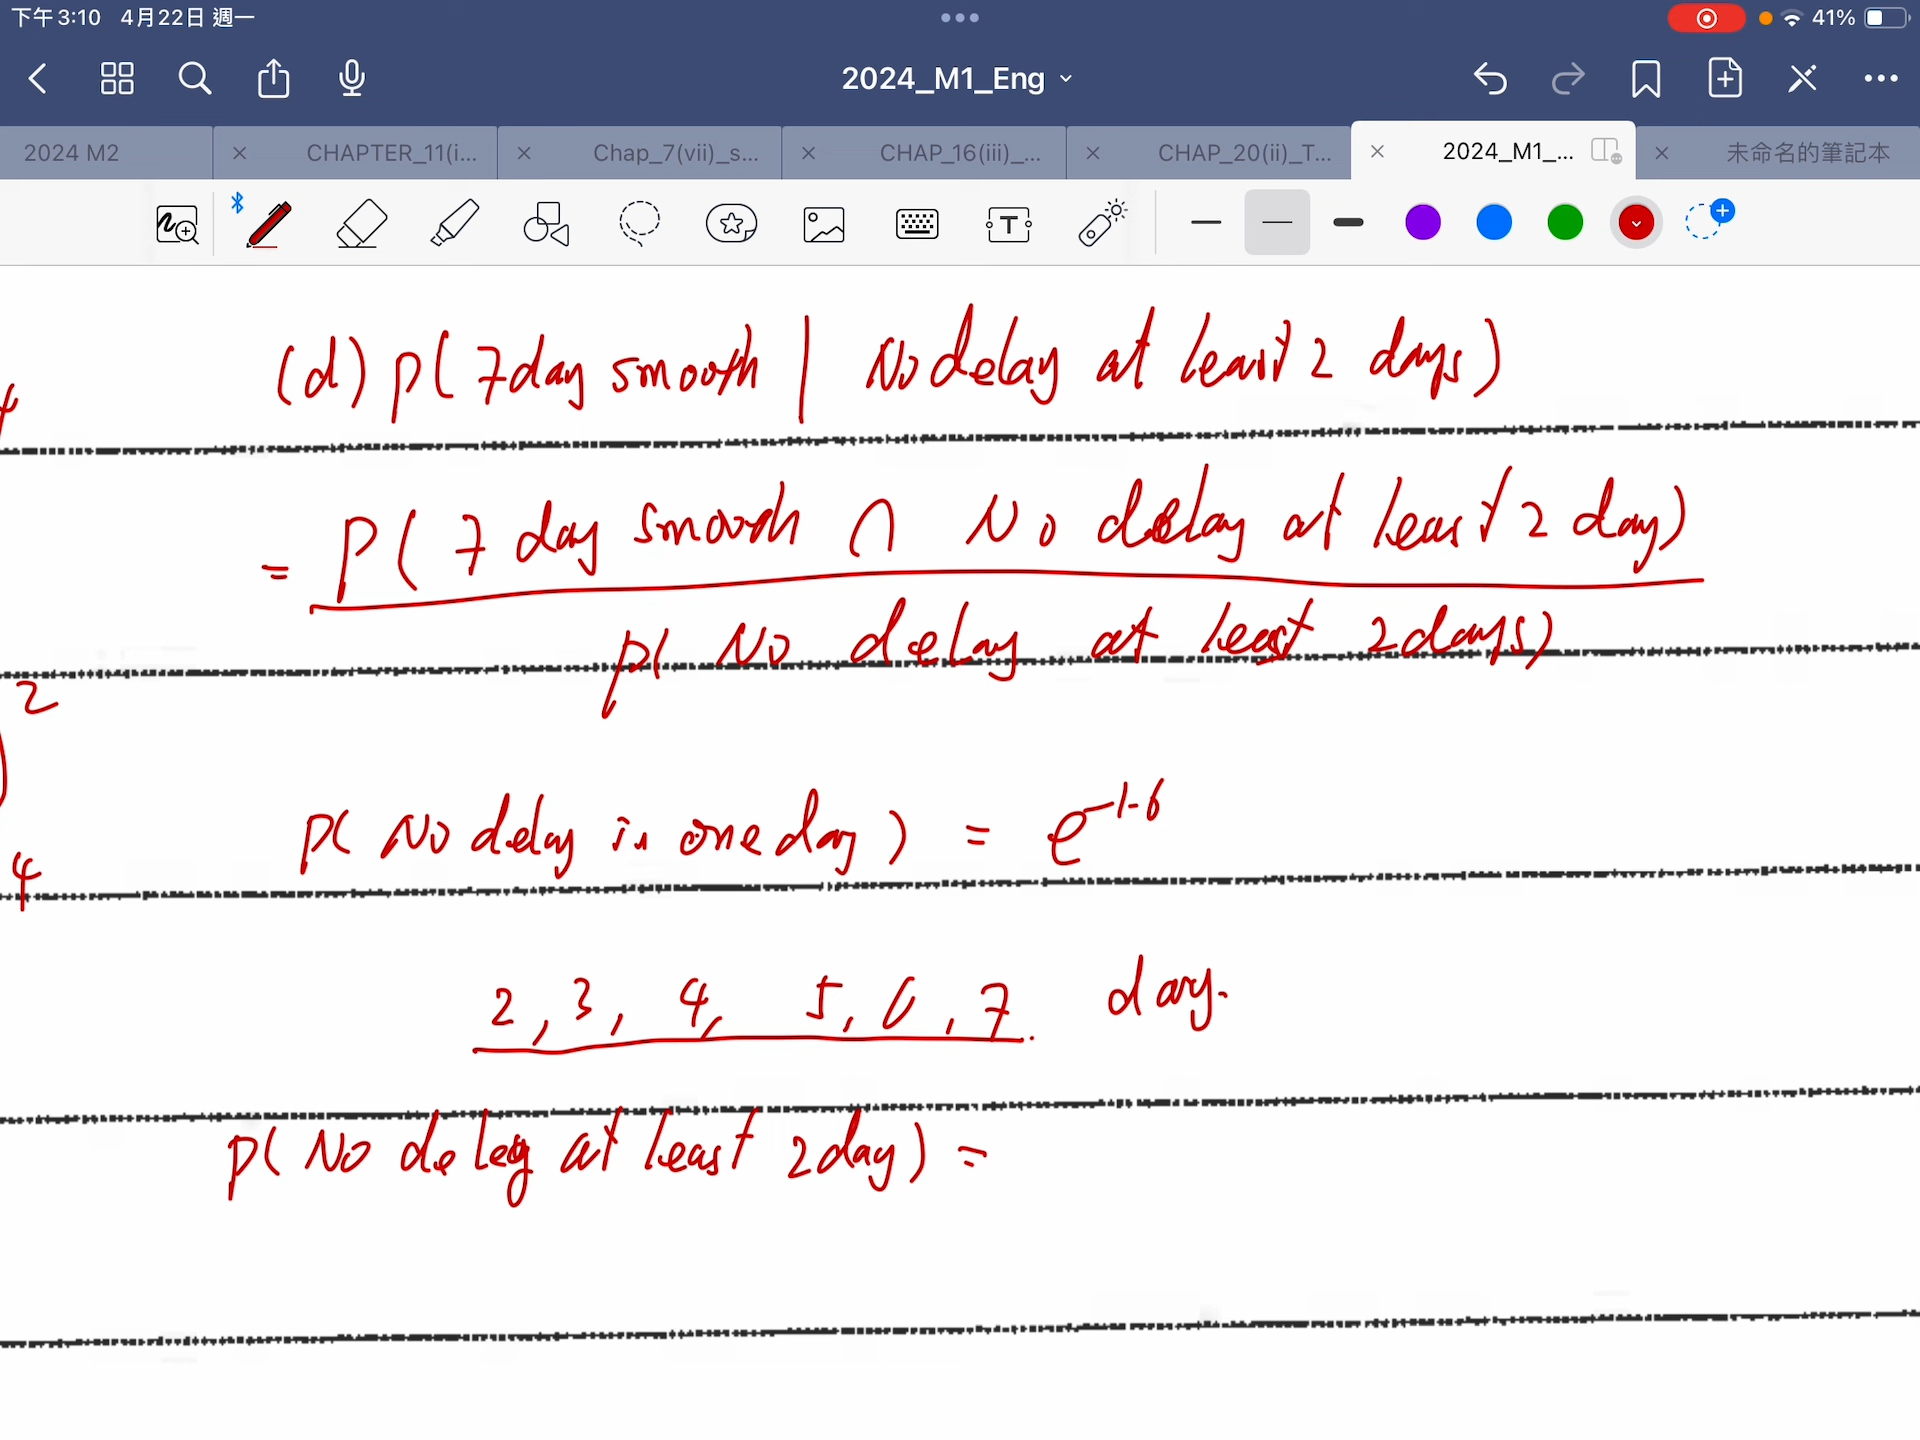 下午3:10 4月22日 週一
41%
2024_M1_Eng
2024 M2
CHAPTER_11(i...
Chap_7(vii)_s...
CHAP_16(iii)_...
CHAP_20(ii)_T...
2024_M1_...
未命名的筆記本
(d) P( 7day smooth | No delay at least 2 days)
= P( 7 day smooth ∩ No delay at least 2 day)
P( No delay at least 2days)
2
P( No delay in one day ) = e^-1.6
4
2, 3, 4, 5, 6, 7. day.
P( No deley at least 2day) =